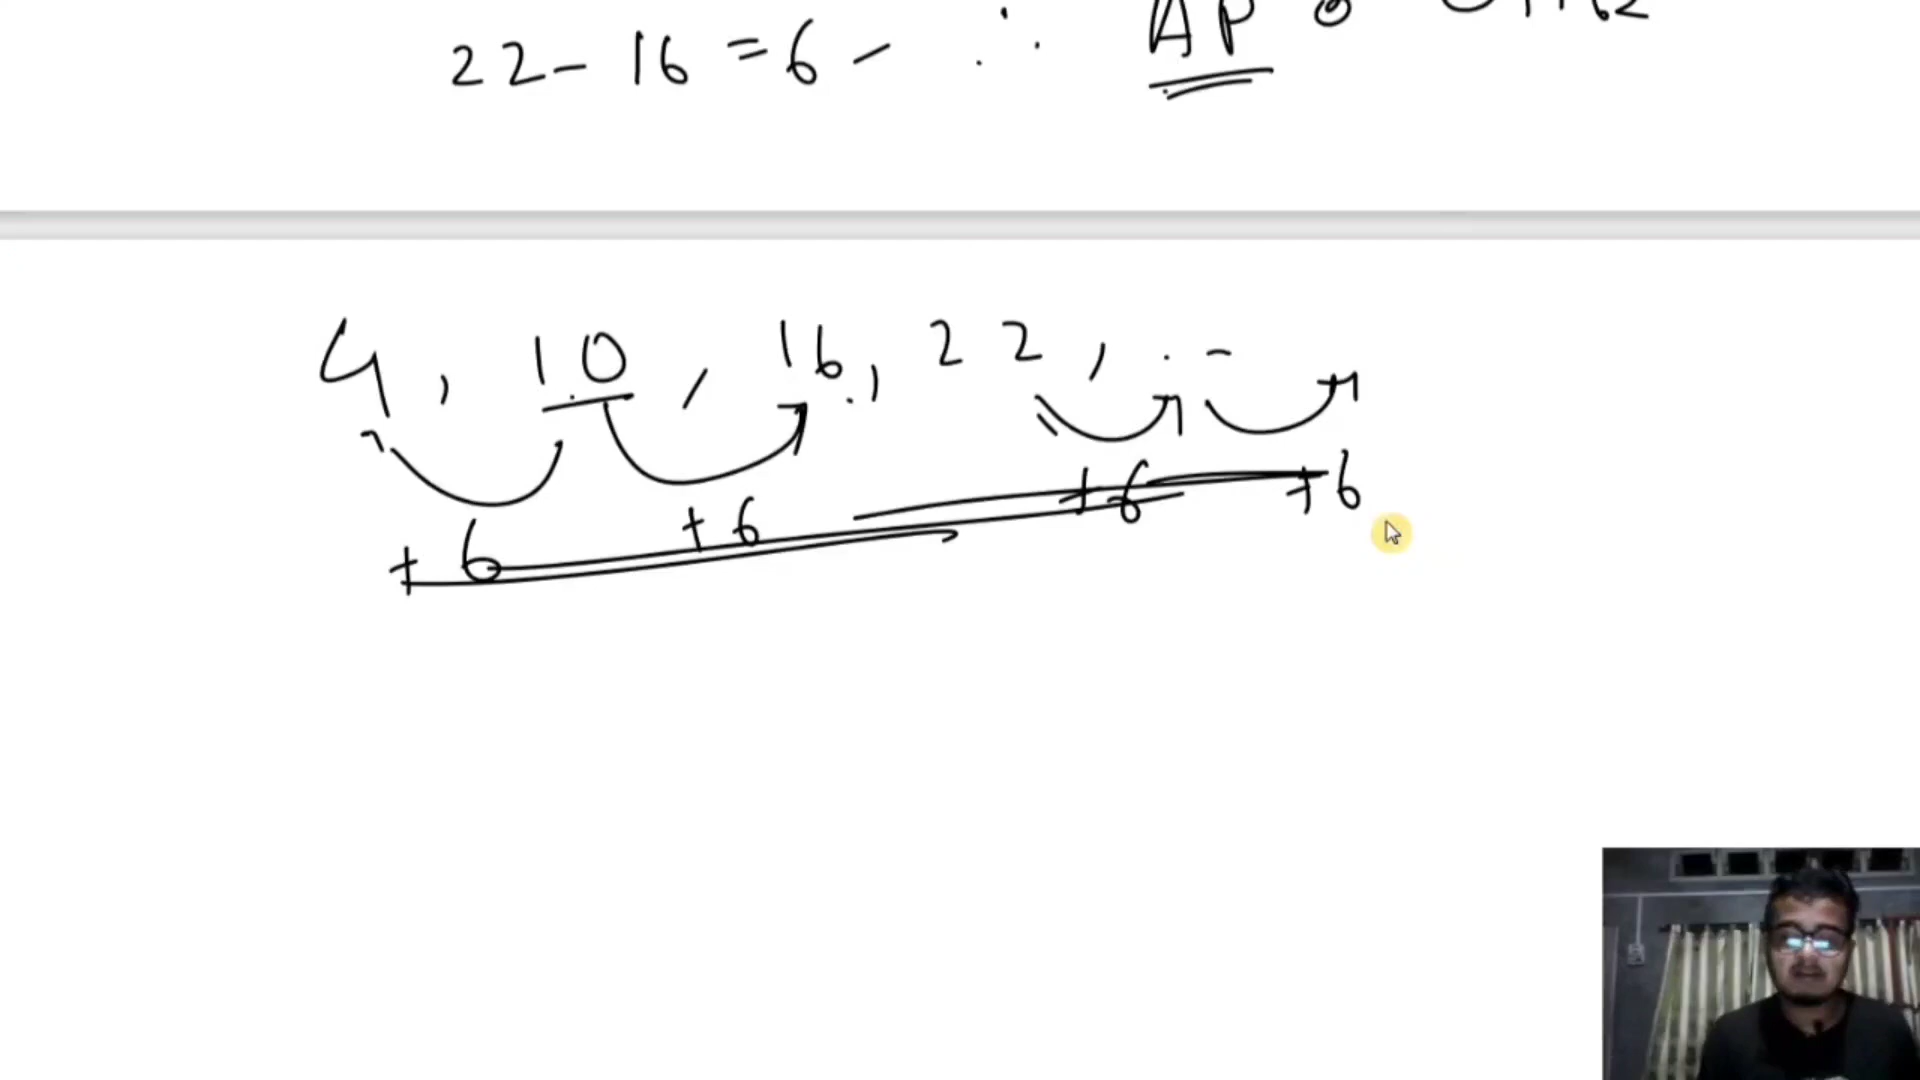 22 - 16 = 6 - ∴ AP
4, 10, 16, 22, . -
+6 +6 +6 +6